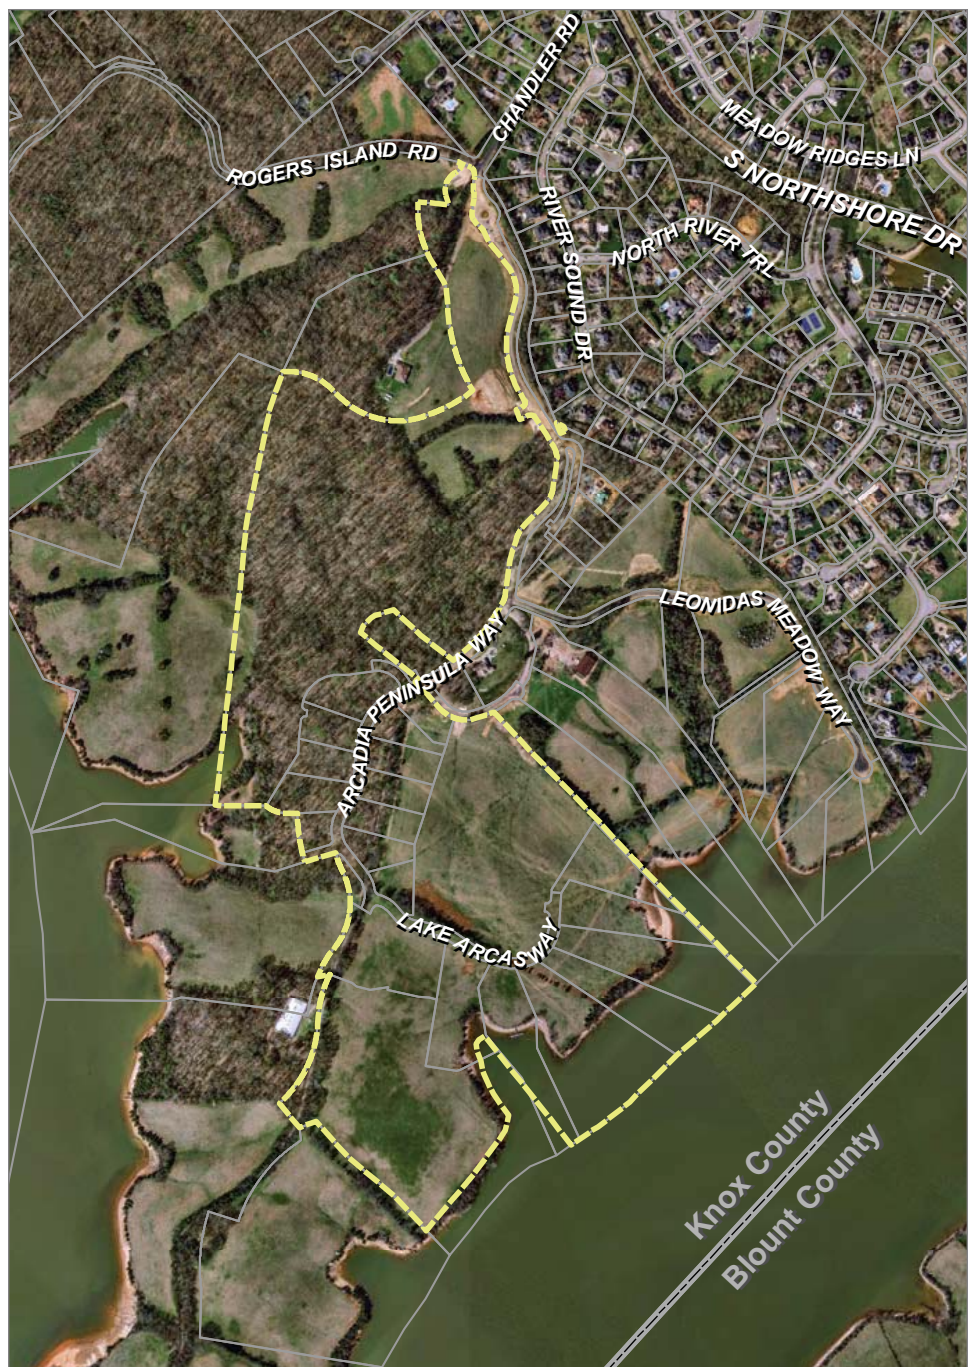 CHANDLER RD
MEADOW RIDGES LN
ROGERS ISLAND RD
S NORTHSHORE DR
RIVER SOUND DR
NORTH RIVER TRL
LEONIDAS MEADOW WAY
ARCADIA PENINSULA WAY
LAKE ARCAS WAY
Knox County
Blount County